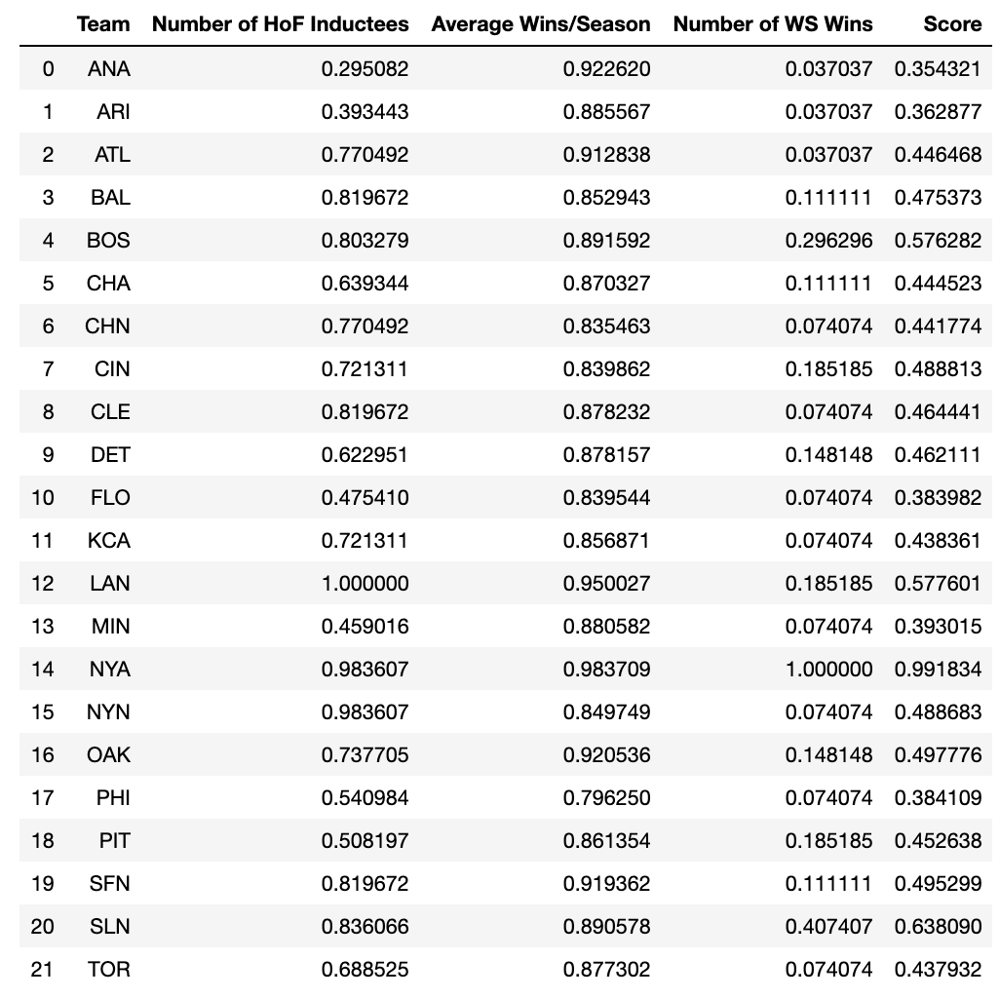 Team Number of HoF Inductees Average Wins/Season Number of WS Wins Score
0 ANA 0.295082 0.922620 0.037037 0.354321
1 ARI 0.393443 0.885567 0.037037 0.362877
2 ATL 0.770492 0.912838 0.037037 0.446468
3 BAL 0.819672 0.852943 0.111111 0.475373
4 BOS 0.803279 0.891592 0.296296 0.576282
5 CHA 0.639344 0.870327 0.111111 0.444523
6 CHN 0.770492 0.835463 0.074074 0.441774
7 CIN 0.721311 0.839862 0.185185 0.488813
8 CLE 0.819672 0.878232 0.074074 0.464441
9 DET 0.622951 0.878157 0.148148 0.462111
10 FLO 0.475410 0.839544 0.074074 0.383982
11 KCA 0.721311 0.856871 0.074074 0.438361
12 LAN 1.000000 0.950027 0.185185 0.577601
13 MIN 0.459016 0.880582 0.074074 0.393015
14 NYA 0.983607 0.983709 1.000000 0.991834
15 NYN 0.983607 0.849749 0.074074 0.488683
16 OAK 0.737705 0.920536 0.148148 0.497776
17 PHI 0.540984 0.796250 0.074074 0.384109
18 PIT 0.508197 0.861354 0.185185 0.452638
19 SFN 0.819672 0.919362 0.111111 0.495299
20 SLN 0.836066 0.890578 0.407407 0.638090
21 TOR 0.688525 0.877302 0.074074 0.437932